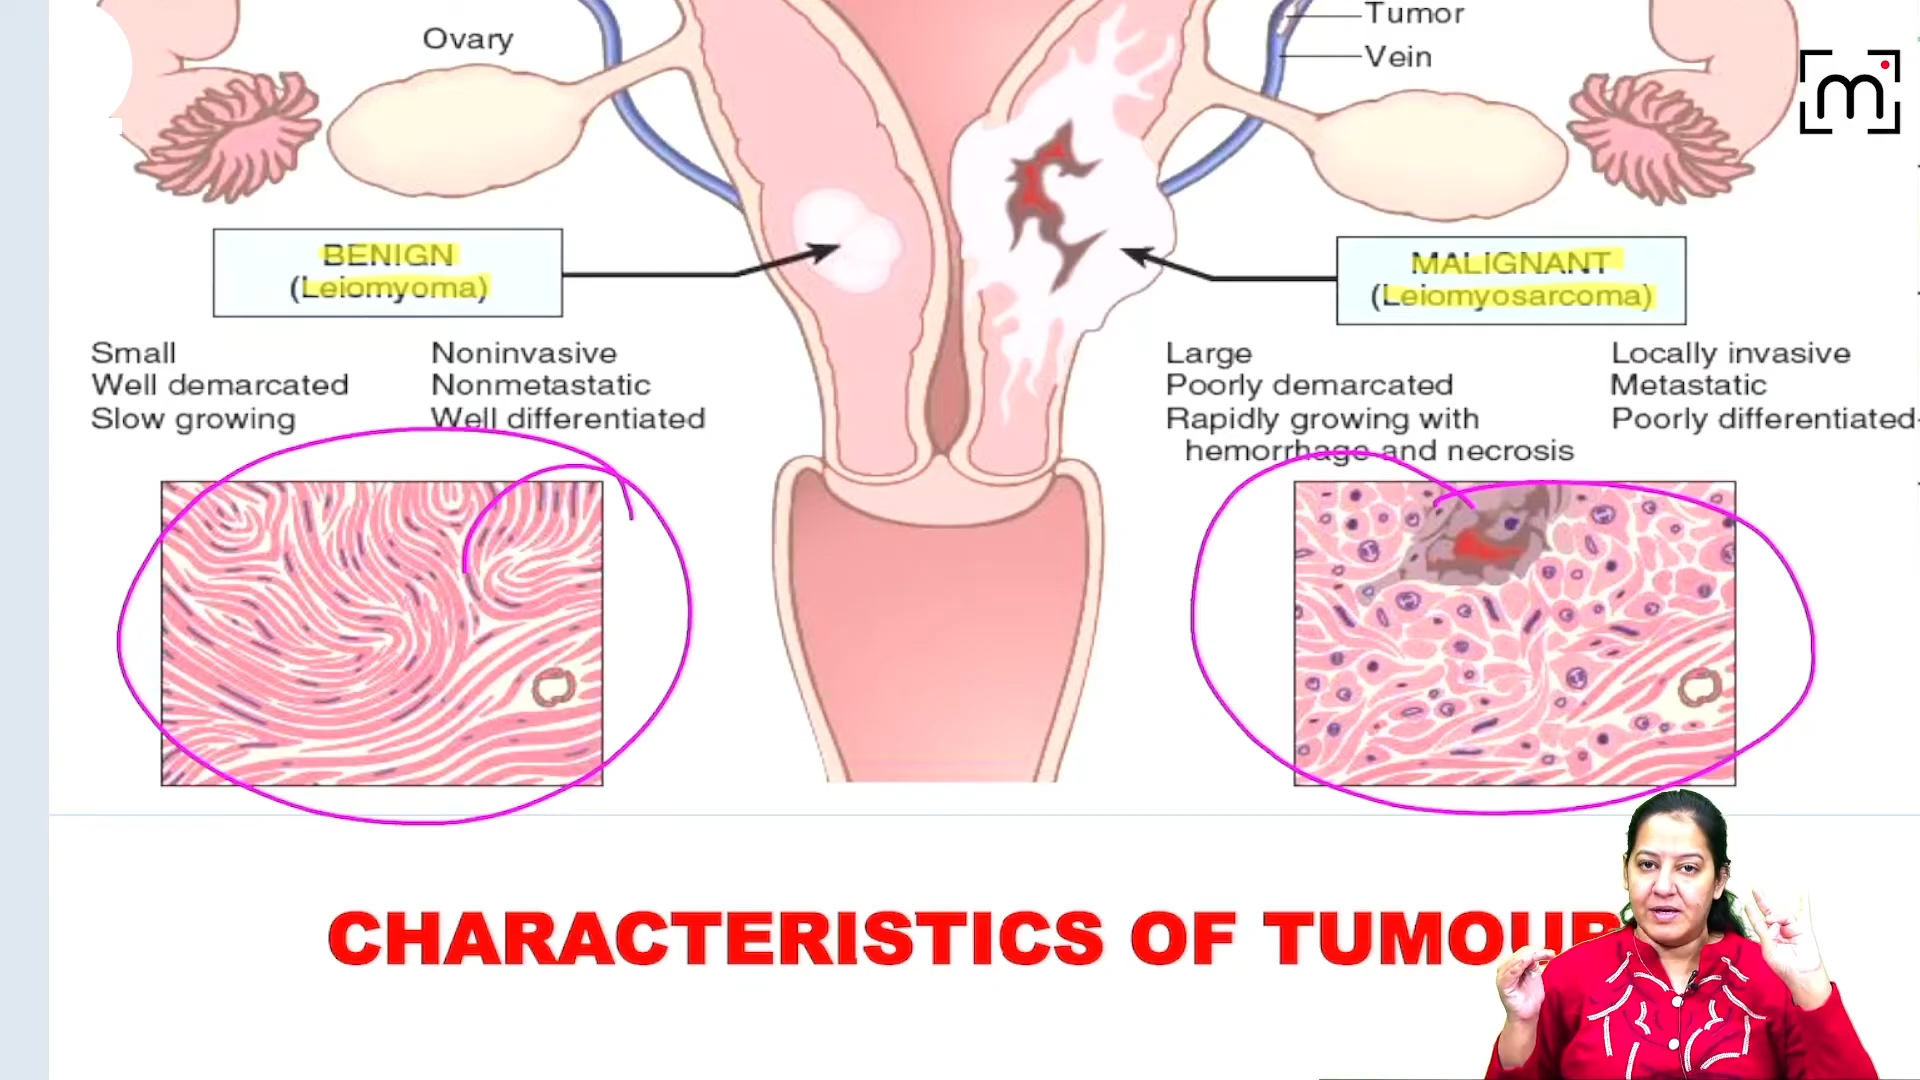 Ovary
Tumor
Vein
m
BENIGN
(Leiomyoma)
MALIGNANT
(Leiomyosarcoma)
Small
Well demarcated
Slow growing
Noninvasive
Nonmetastatic
Well differentiated
Large
Poorly demarcated
Rapidly growing with
hemorrhage and necrosis
Locally invasive
Metastatic
Poorly differentiated
CHARACTERISTICS OF TUMOUR